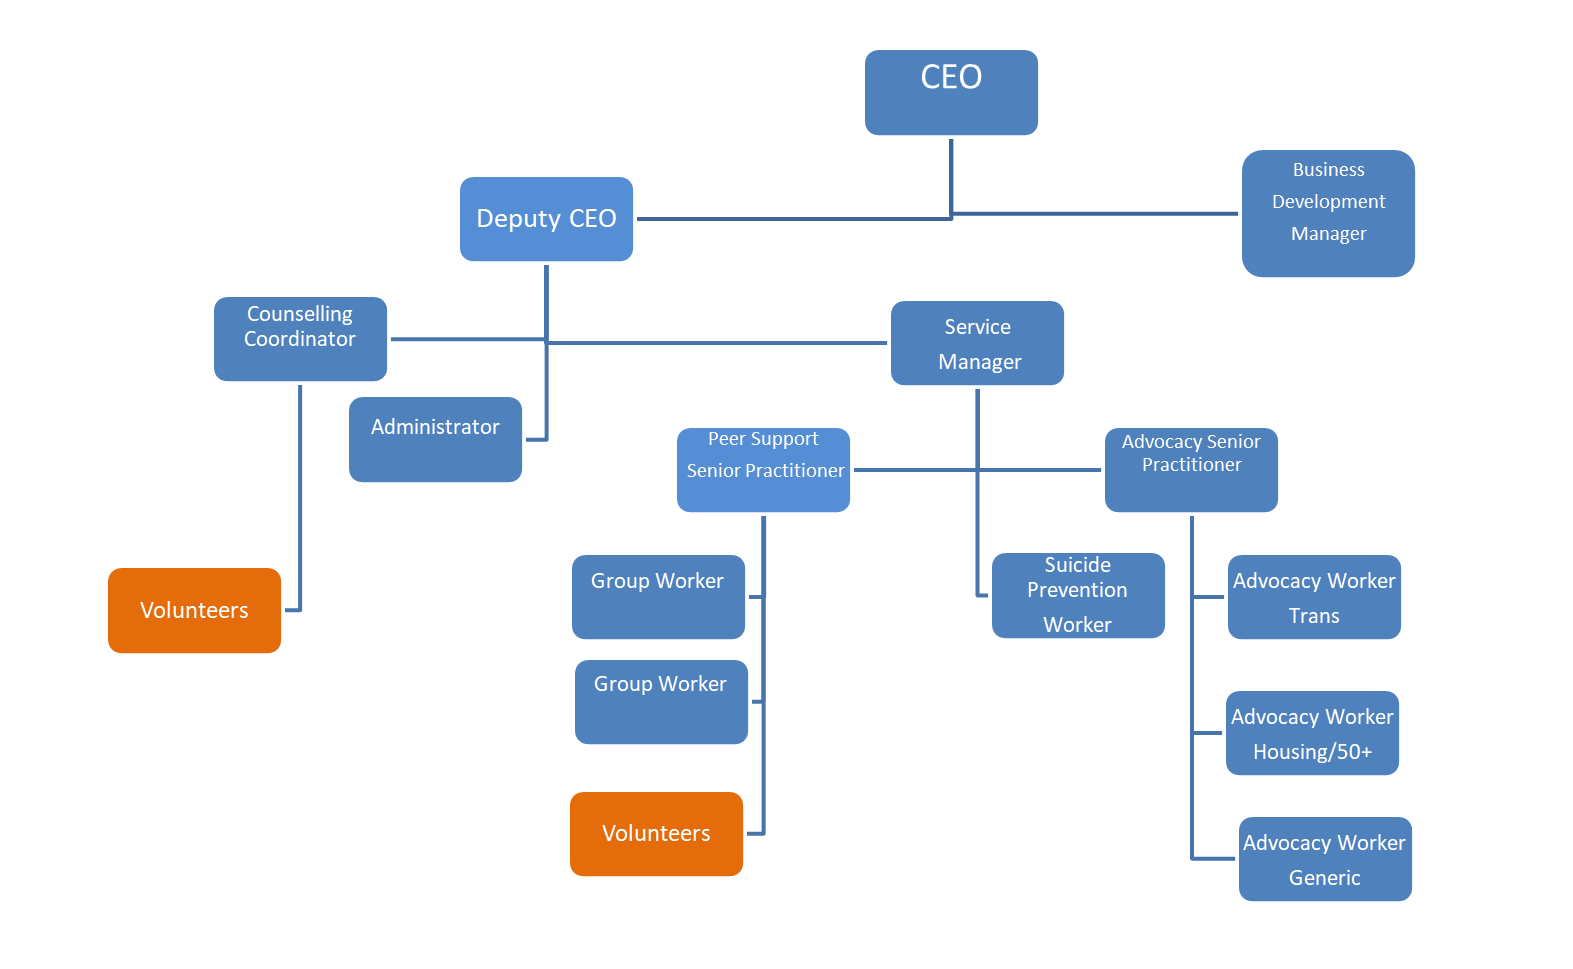 CEO
Business
Development
Manager
Deputy CEO
Counselling
Coordinator
Service
Manager
Administrator
Peer Support
Senior Practitioner
Advocacy Senior
Practitioner
Group Worker
Suicide
Prevention
Worker
Advocacy Worker
Trans
Volunteers
Group Worker
Advocacy Worker
Housing/50+
Volunteers
Advocacy Worker
Generic